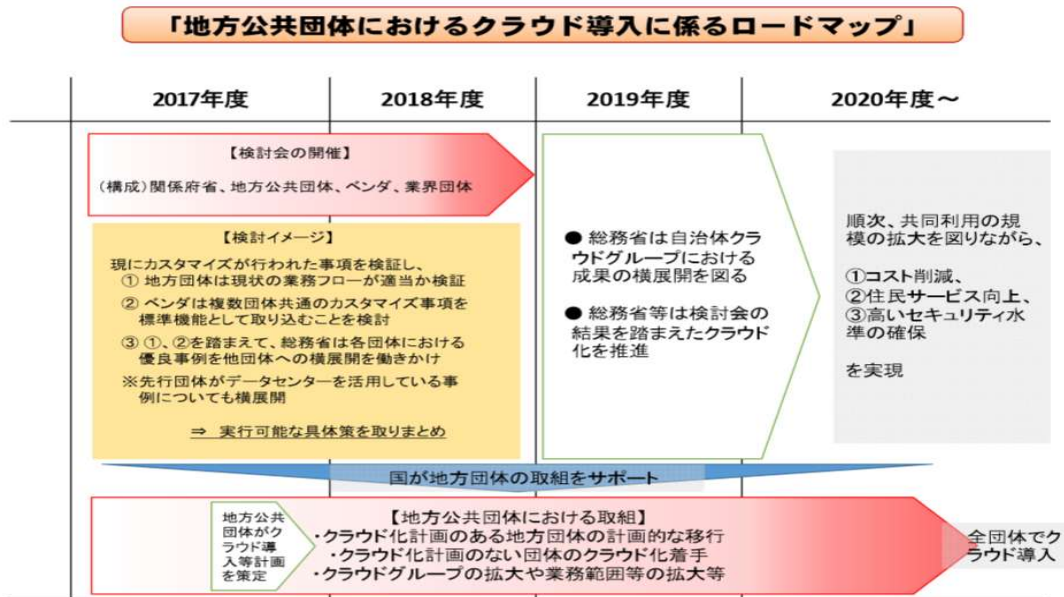 「地方公共団体におけるクラウド導入に係るロードマップ」
2017年度
2018年度
2019年度
2020年度～
【検討会の開催】
(構成)関係府省、地方公共団体、ベンダ、業界団体
【検討イメージ】
現にカスタマイズが行われた事項を検証し、
① 地方団体は現状の業務フローが適当か検証
② ベンダは複数団体共通のカスタマイズ事項を
標準機能として取り込むことを検討
③ ①、②を踏まえて、総務省は各団体における
優良事例を他団体への横展開を働きかけ
※先行団体がデータセンターを活用している事
例についても横展開
⇒ 実行可能な具体策を取りまとめ
● 総務省は自治体クラ
ウドグループにおける
成果の横展開を図る
● 総務省等は検討会の
結果を踏まえたクラウド
化を推進
順次、共同利用の規
模の拡大を図りながら、
①コスト削減、
②住民サービス向上、
③高いセキュリティ水
準の確保
を実現
国が地方団体の取組をサポート
地方公共
団体がク
ラウド導
入等計画
を策定
【地方公共団体における取組】
・クラウド化計画のある地方団体の計画的な移行
・クラウド化計画のない団体のクラウド化着手
・クラウドグループの拡大や業務範囲等の拡大等
全団体でク
ラウド導入